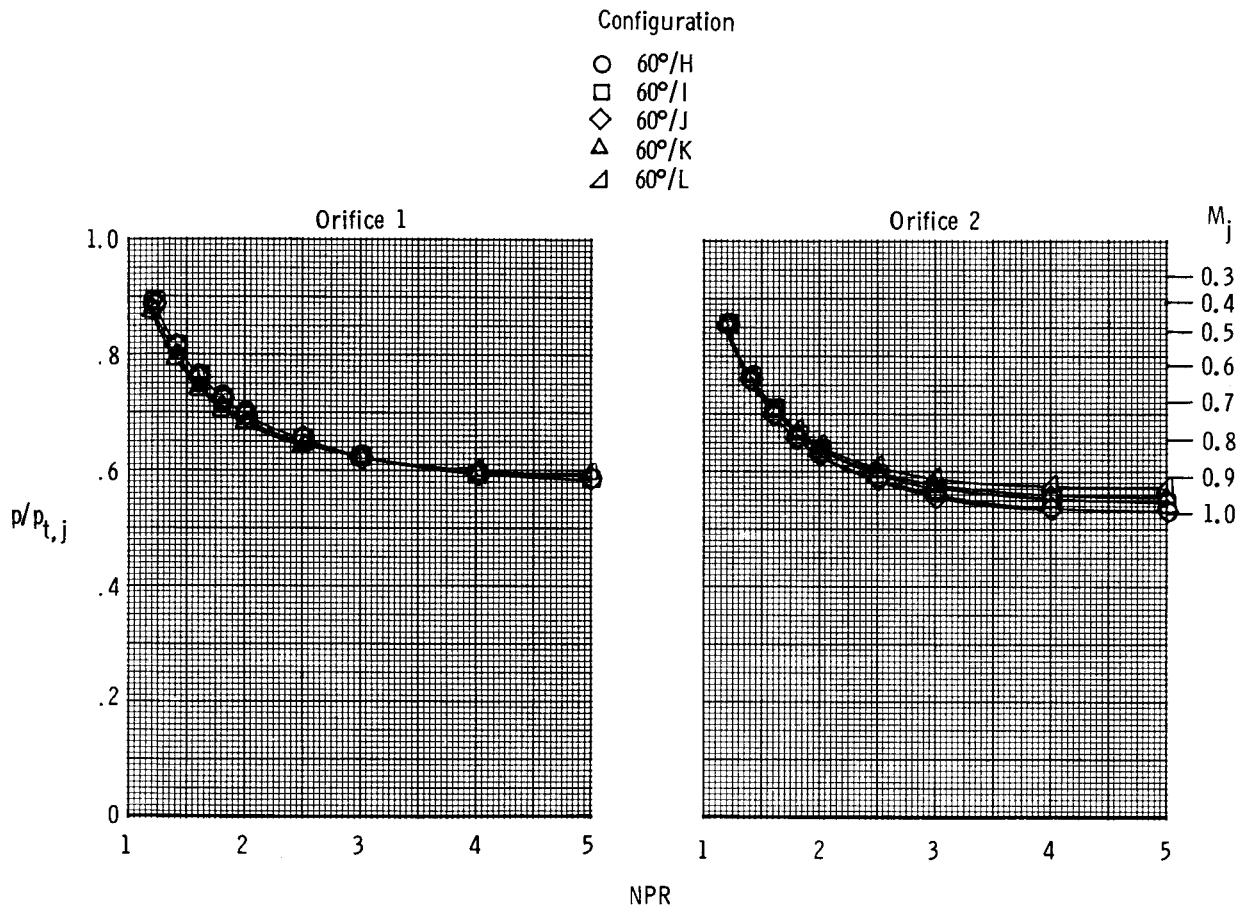 Configuration
60°/H
60°/I
60°/J
60°/K
60°/L
Orifice 1
Orifice 2
M_j
1.0
.8
.6
.4
.2
0
p/p_t,j
0.3
0.4
0.5
0.6
0.7
0.8
0.9
1.0
1 2 3 4 5
1 2 3 4 5
NPR